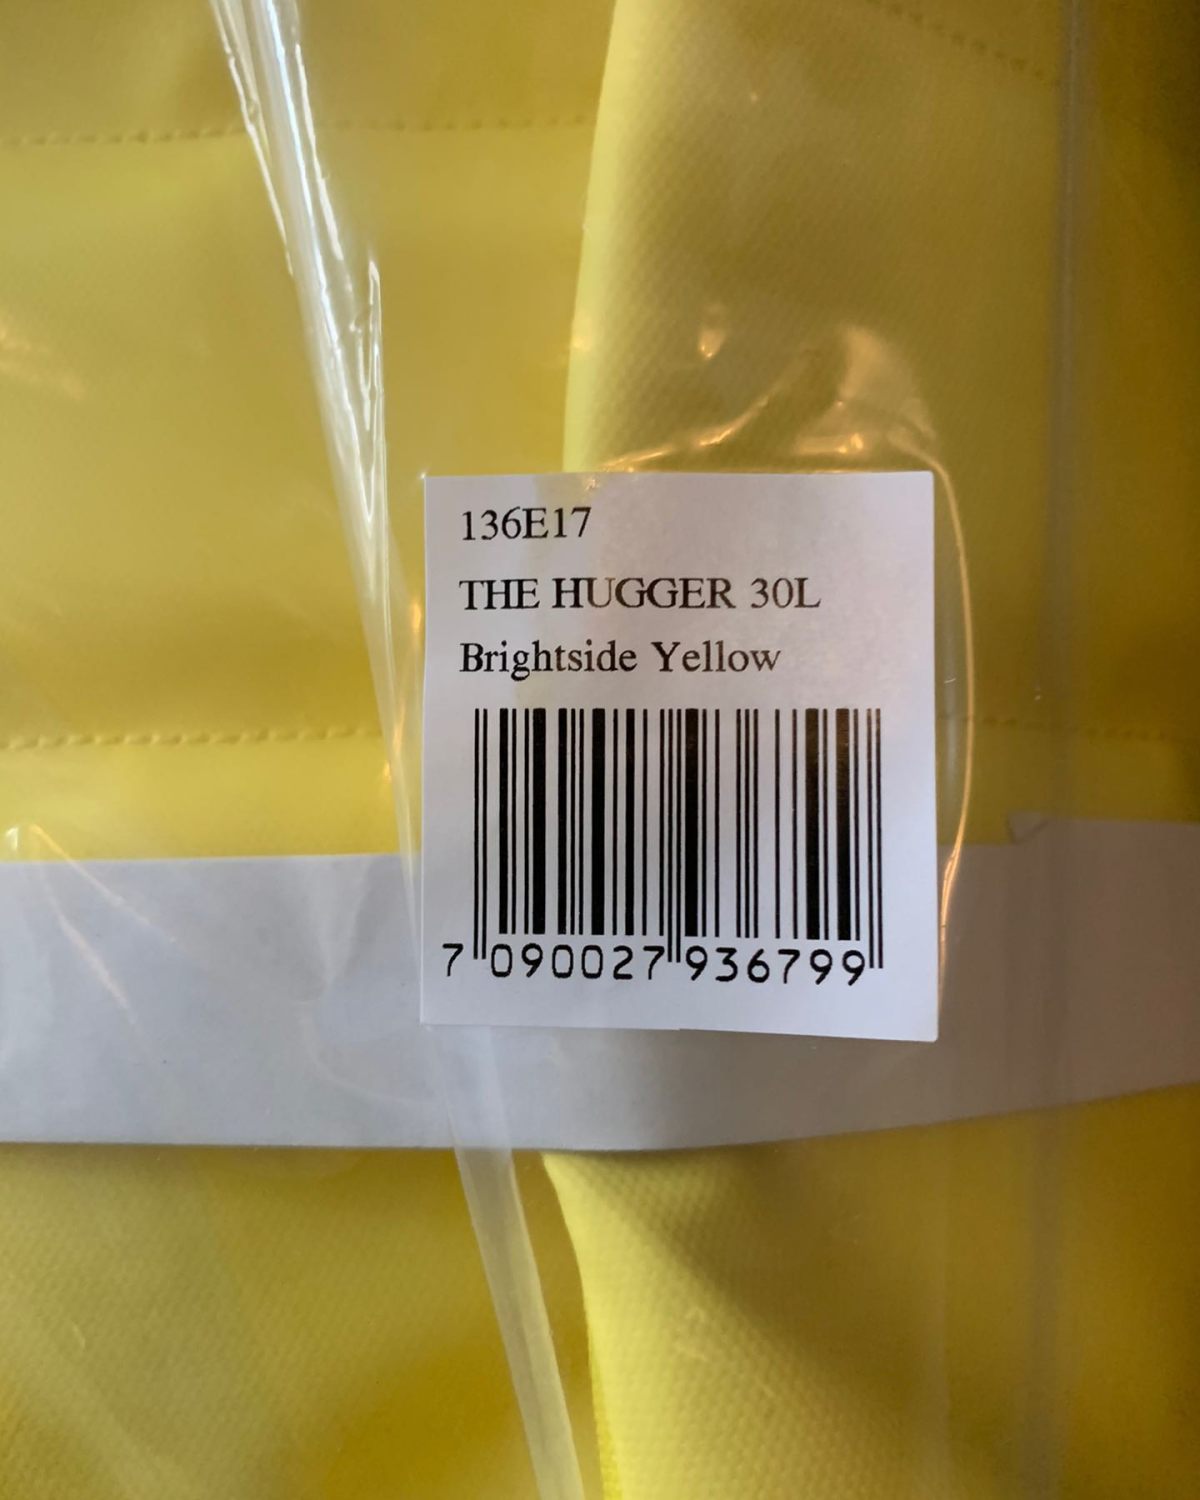 136E17
THE HUGGER 30L
Brightside Yellow
7 090027 936799